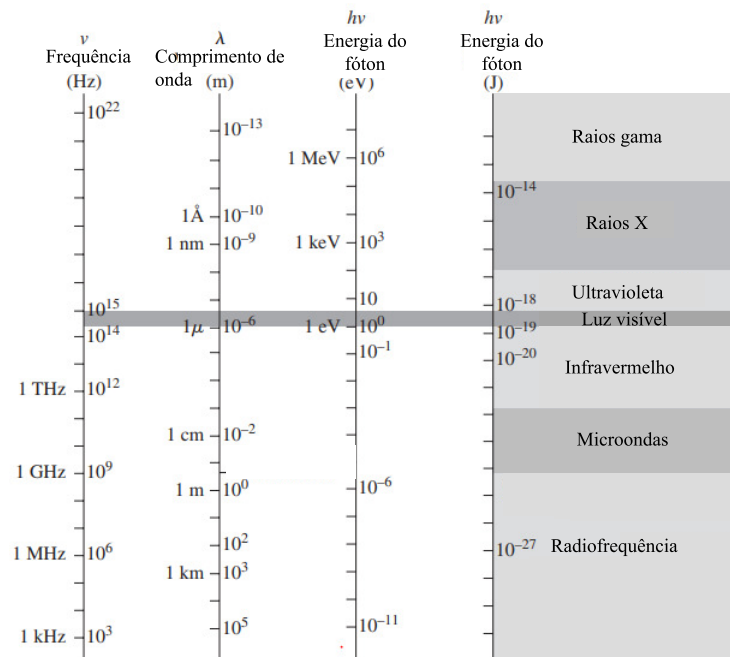 ν
Frequência
(Hz)
10²²
10¹⁵
10¹⁴
1 THz 10¹²
1 GHz 10⁹
1 MHz 10⁶
1 kHz 10³
λ
Comprimento de
onda (m)
10⁻¹³
1Å 10⁻¹⁰
1 nm 10⁻⁹
1μ 10⁻⁶
1 cm 10⁻²
1 m 10⁰
10²
1 km 10³
10⁵
hν
Energia do
fóton
(eV)
1 MeV 10⁶
1 keV 10³
10
1 eV 10⁰
10⁻¹
10⁻⁶
10⁻¹¹
hν
Energia do
fóton
(J)
10⁻¹⁴
10⁻¹⁸
10⁻¹⁹
10⁻²⁰
10⁻²⁷
Raios gama
Raios X
Ultravioleta
Luz visível
Infravermelho
Microondas
Radiofrequência